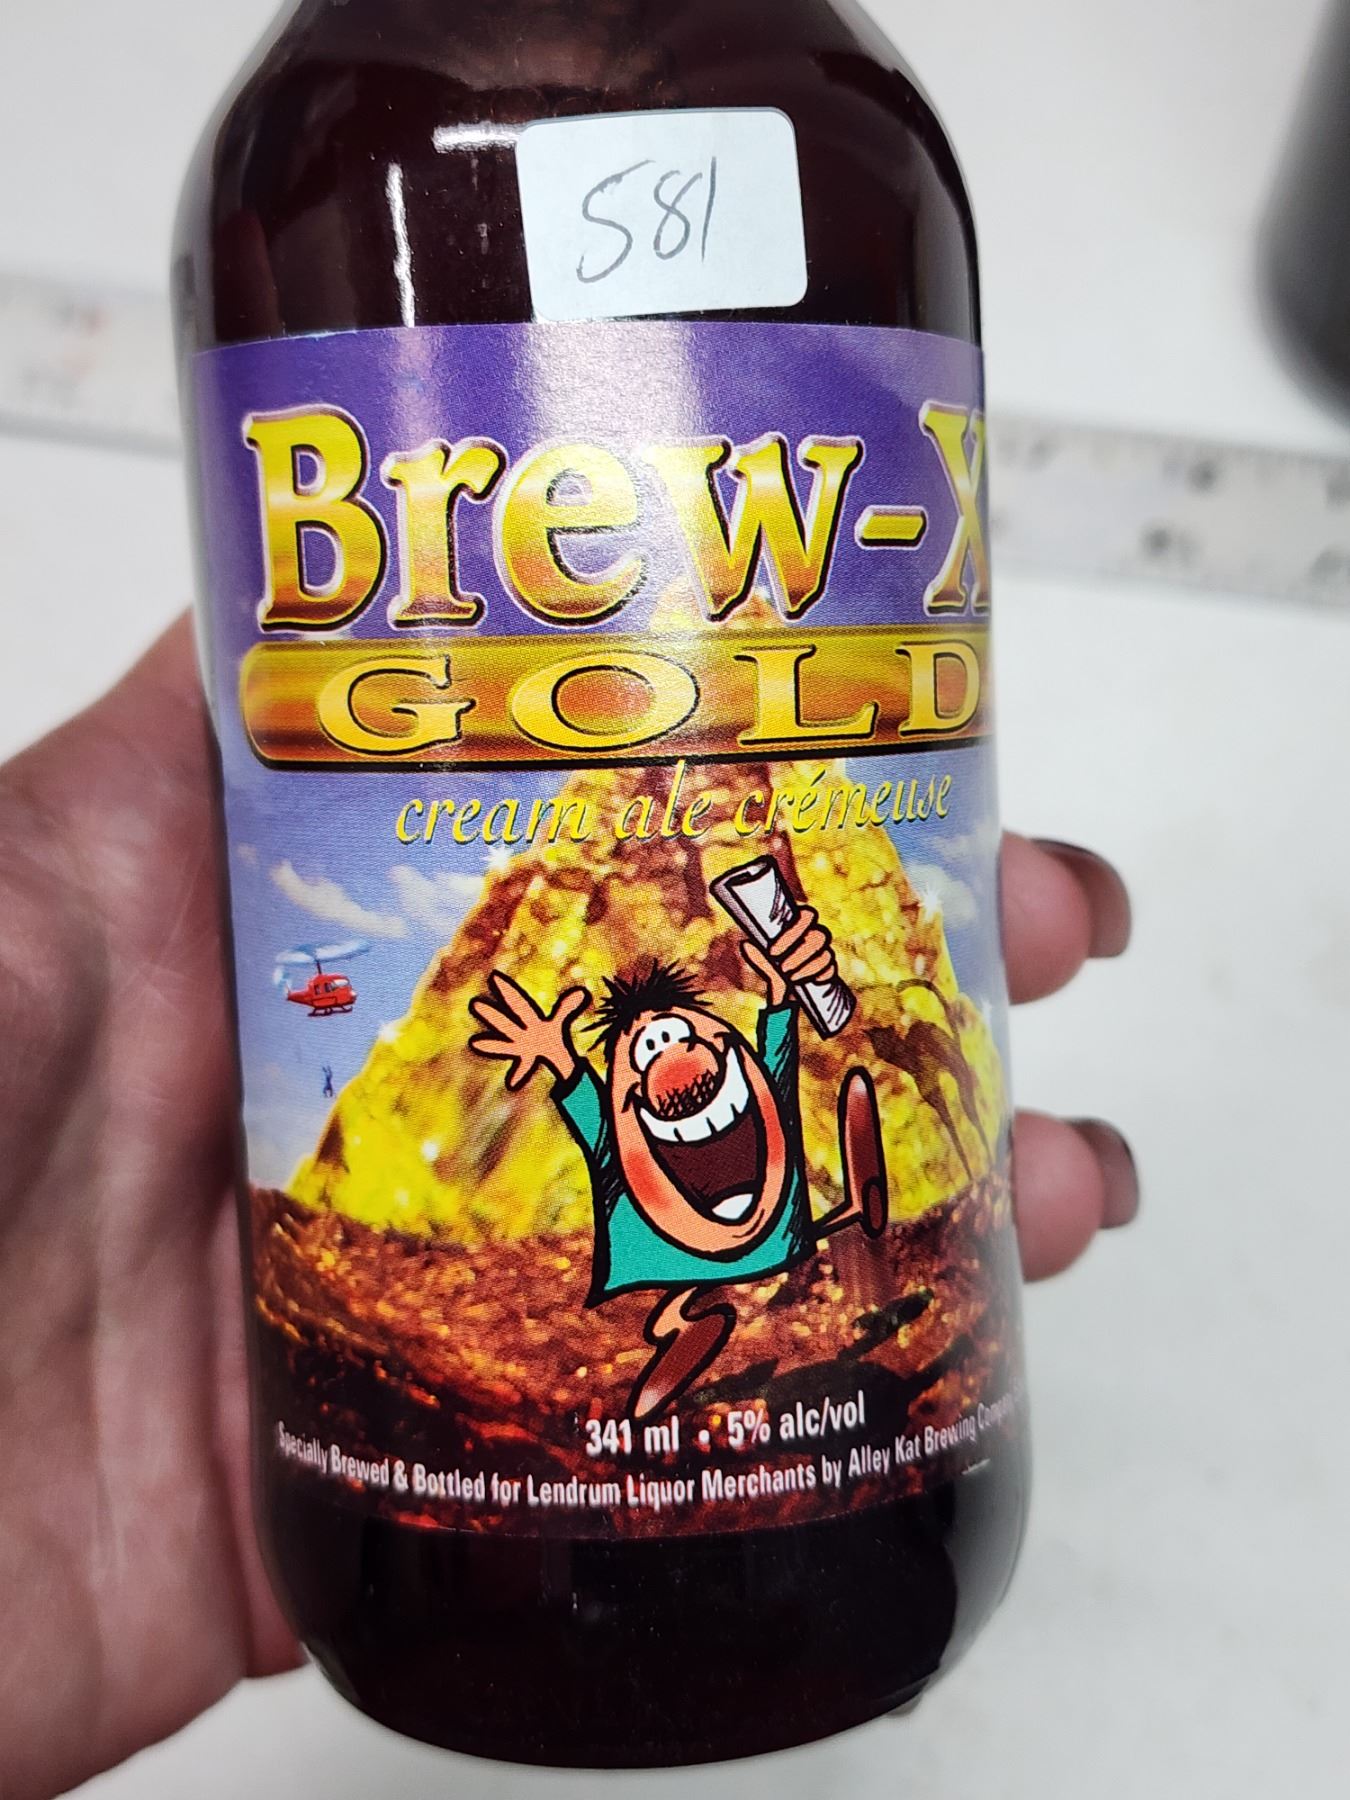 581
Brew-X
GOLD
cream ale crémeuse
341 ml • 5% alc/vol
Specially Brewed & Bottled for Lendrum Liquor Merchants by Alley Kat Brewing Company